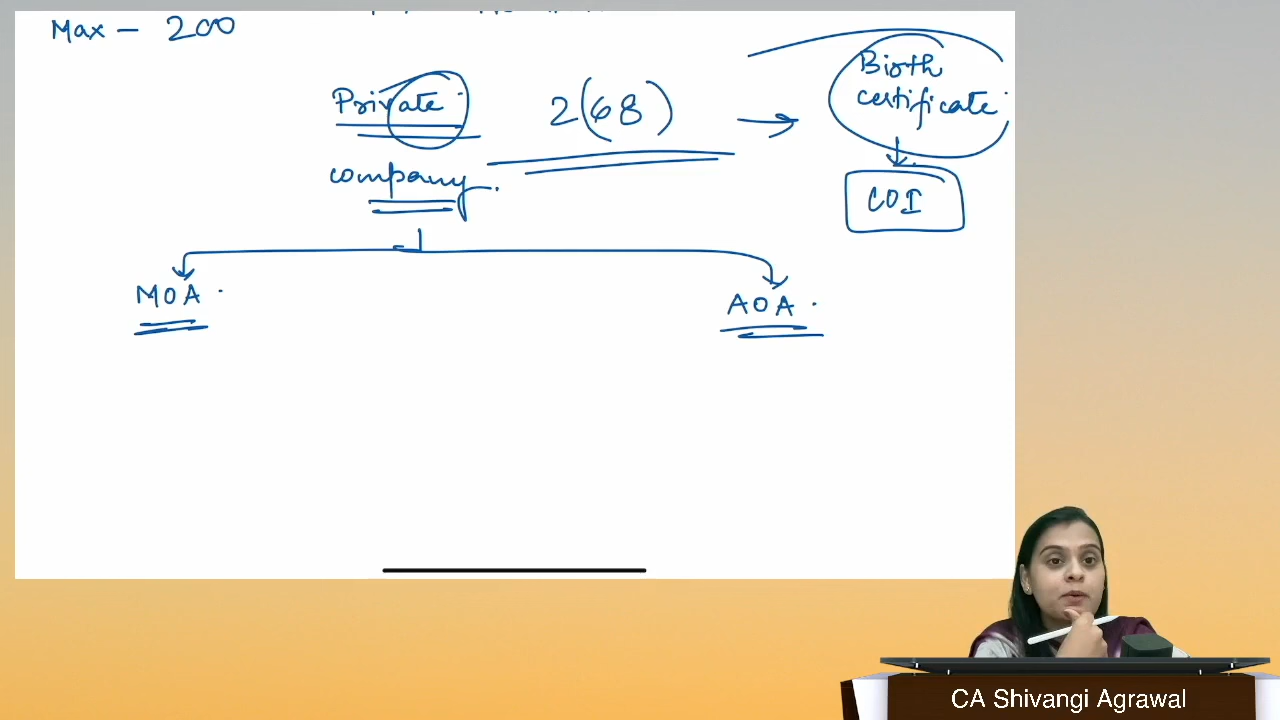 Max - 200
Private 2(68) → Birth certificate
company.
COI
MOA .
AOA .
CA Shivangi Agrawal